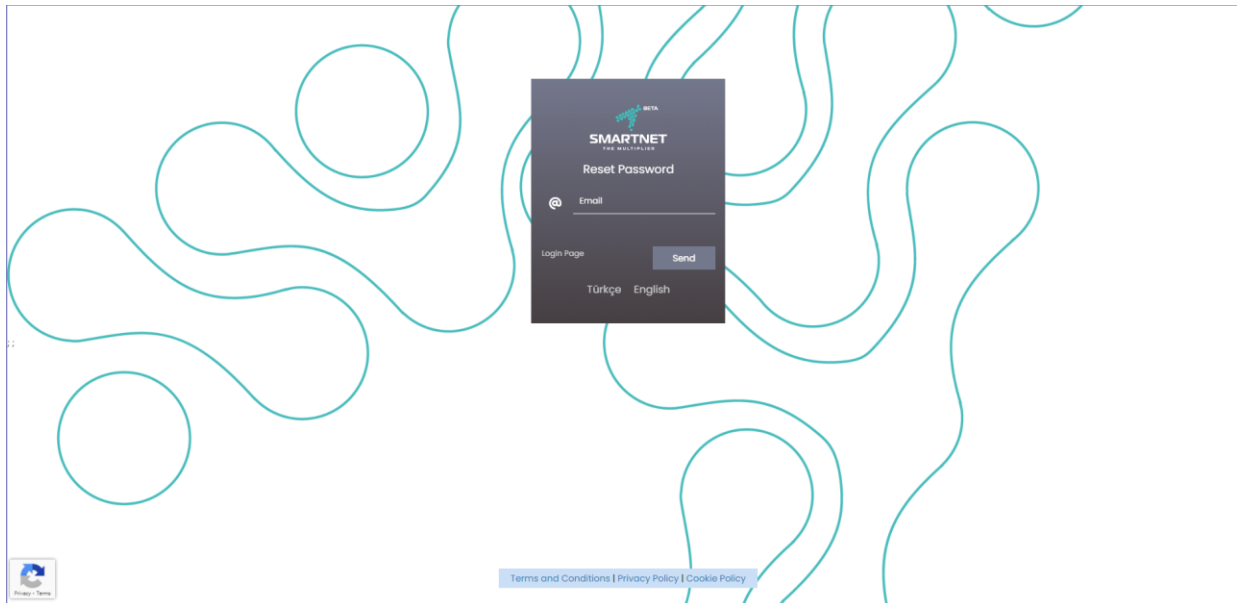 BETA
SMARTNET
THE MULTIPLIER
Reset Password
@ Email
Login Page
Send
Türkçe English
;;
Terms and Conditions | Privacy Policy | Cookie Policy
Privacy - Terms